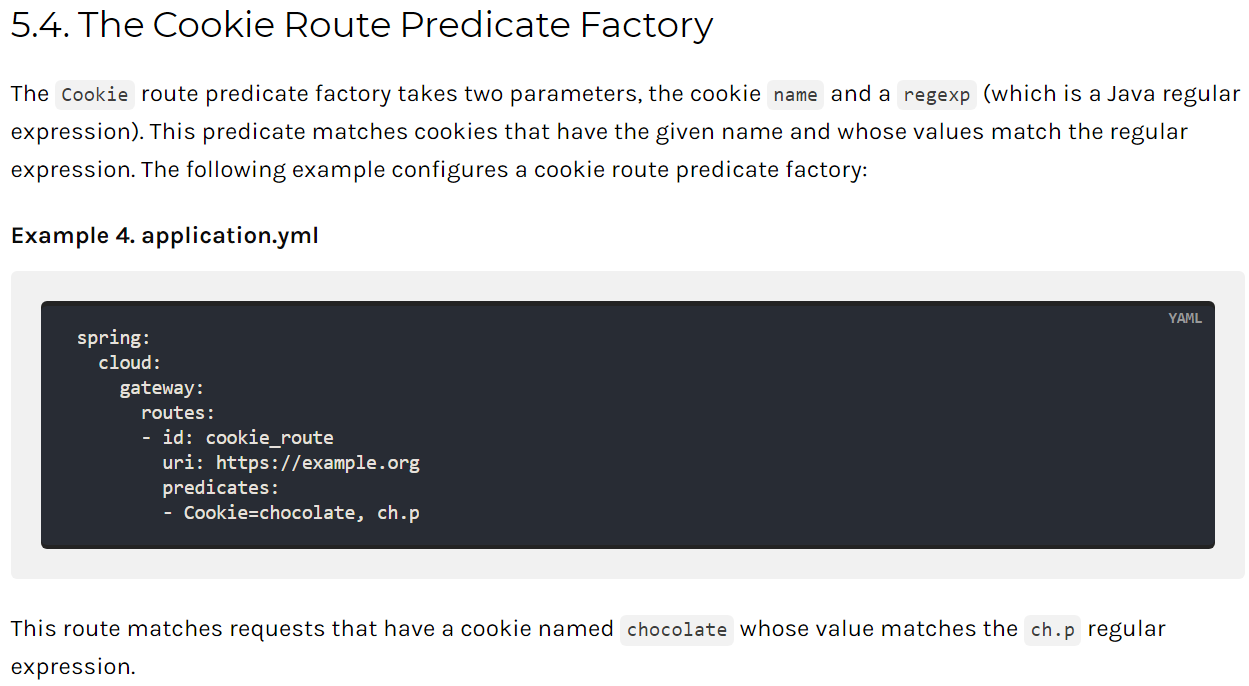 5.4. The Cookie Route Predicate Factory
The Cookie route predicate factory takes two parameters, the cookie name and a regexp (which is a Java regular
expression). This predicate matches cookies that have the given name and whose values match the regular
expression. The following example configures a cookie route predicate factory:
Example 4. application.yml
YAML
spring:
  cloud:
    gateway:
      routes:
      - id: cookie_route
        uri: https://example.org
        predicates:
        - Cookie=chocolate, ch.p
This route matches requests that have a cookie named chocolate whose value matches the ch.p regular
expression.